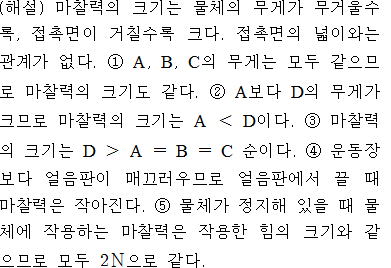 (해설) 마찰력의 크기는 물체의 무게가 무거울수
록, 접촉면이 거칠수록 크다. 접촉면의 넓이와는
관계가 없다. ① A, B, C의 무게는 모두 같으므
로 마찰력의 크기도 같다. ② A보다 D의 무게가
크므로 마찰력의 크기는 A < D이다. ③ 마찰력
의 크기는 D > A = B = C 순이다. ④ 운동장
보다 얼음판이 매끄러우므로 얼음판에서 끌 때
마찰력은 작아진다. ⑤ 물체가 정지해 있을 때 물
체에 작용하는 마찰력은 작용한 힘의 크기와 같
으므로 모두 2N으로 같다.